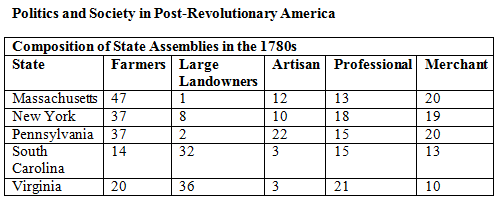 Politics and Society in Post-Revolutionary America
Composition of State Assemblies in the 1780s
State Farmers Large Landowners Artisan Professional Merchant
Massachusetts 47 1 12 13 20
New York 37 8 10 18 19
Pennsylvania 37 2 22 15 20
South Carolina 14 32 3 15 13
Virginia 20 36 3 21 10